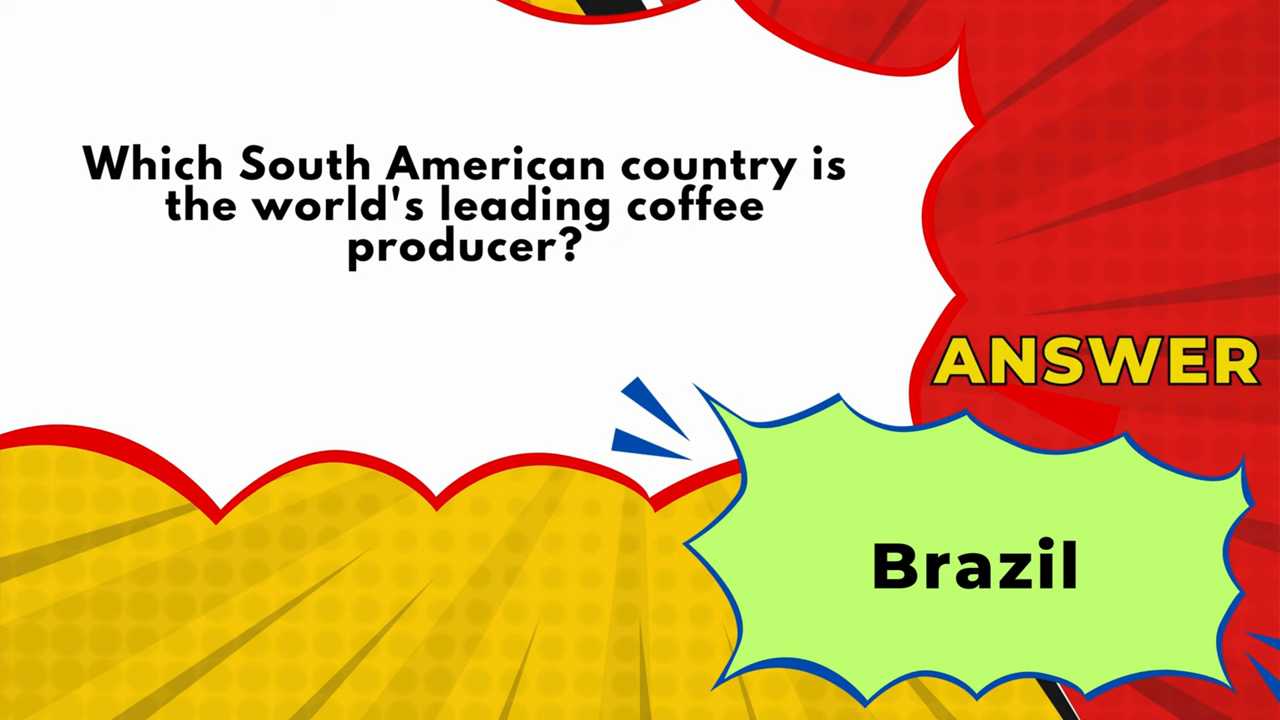 Which South American country is
the world's leading coffee
producer?
ANSWER
Brazil